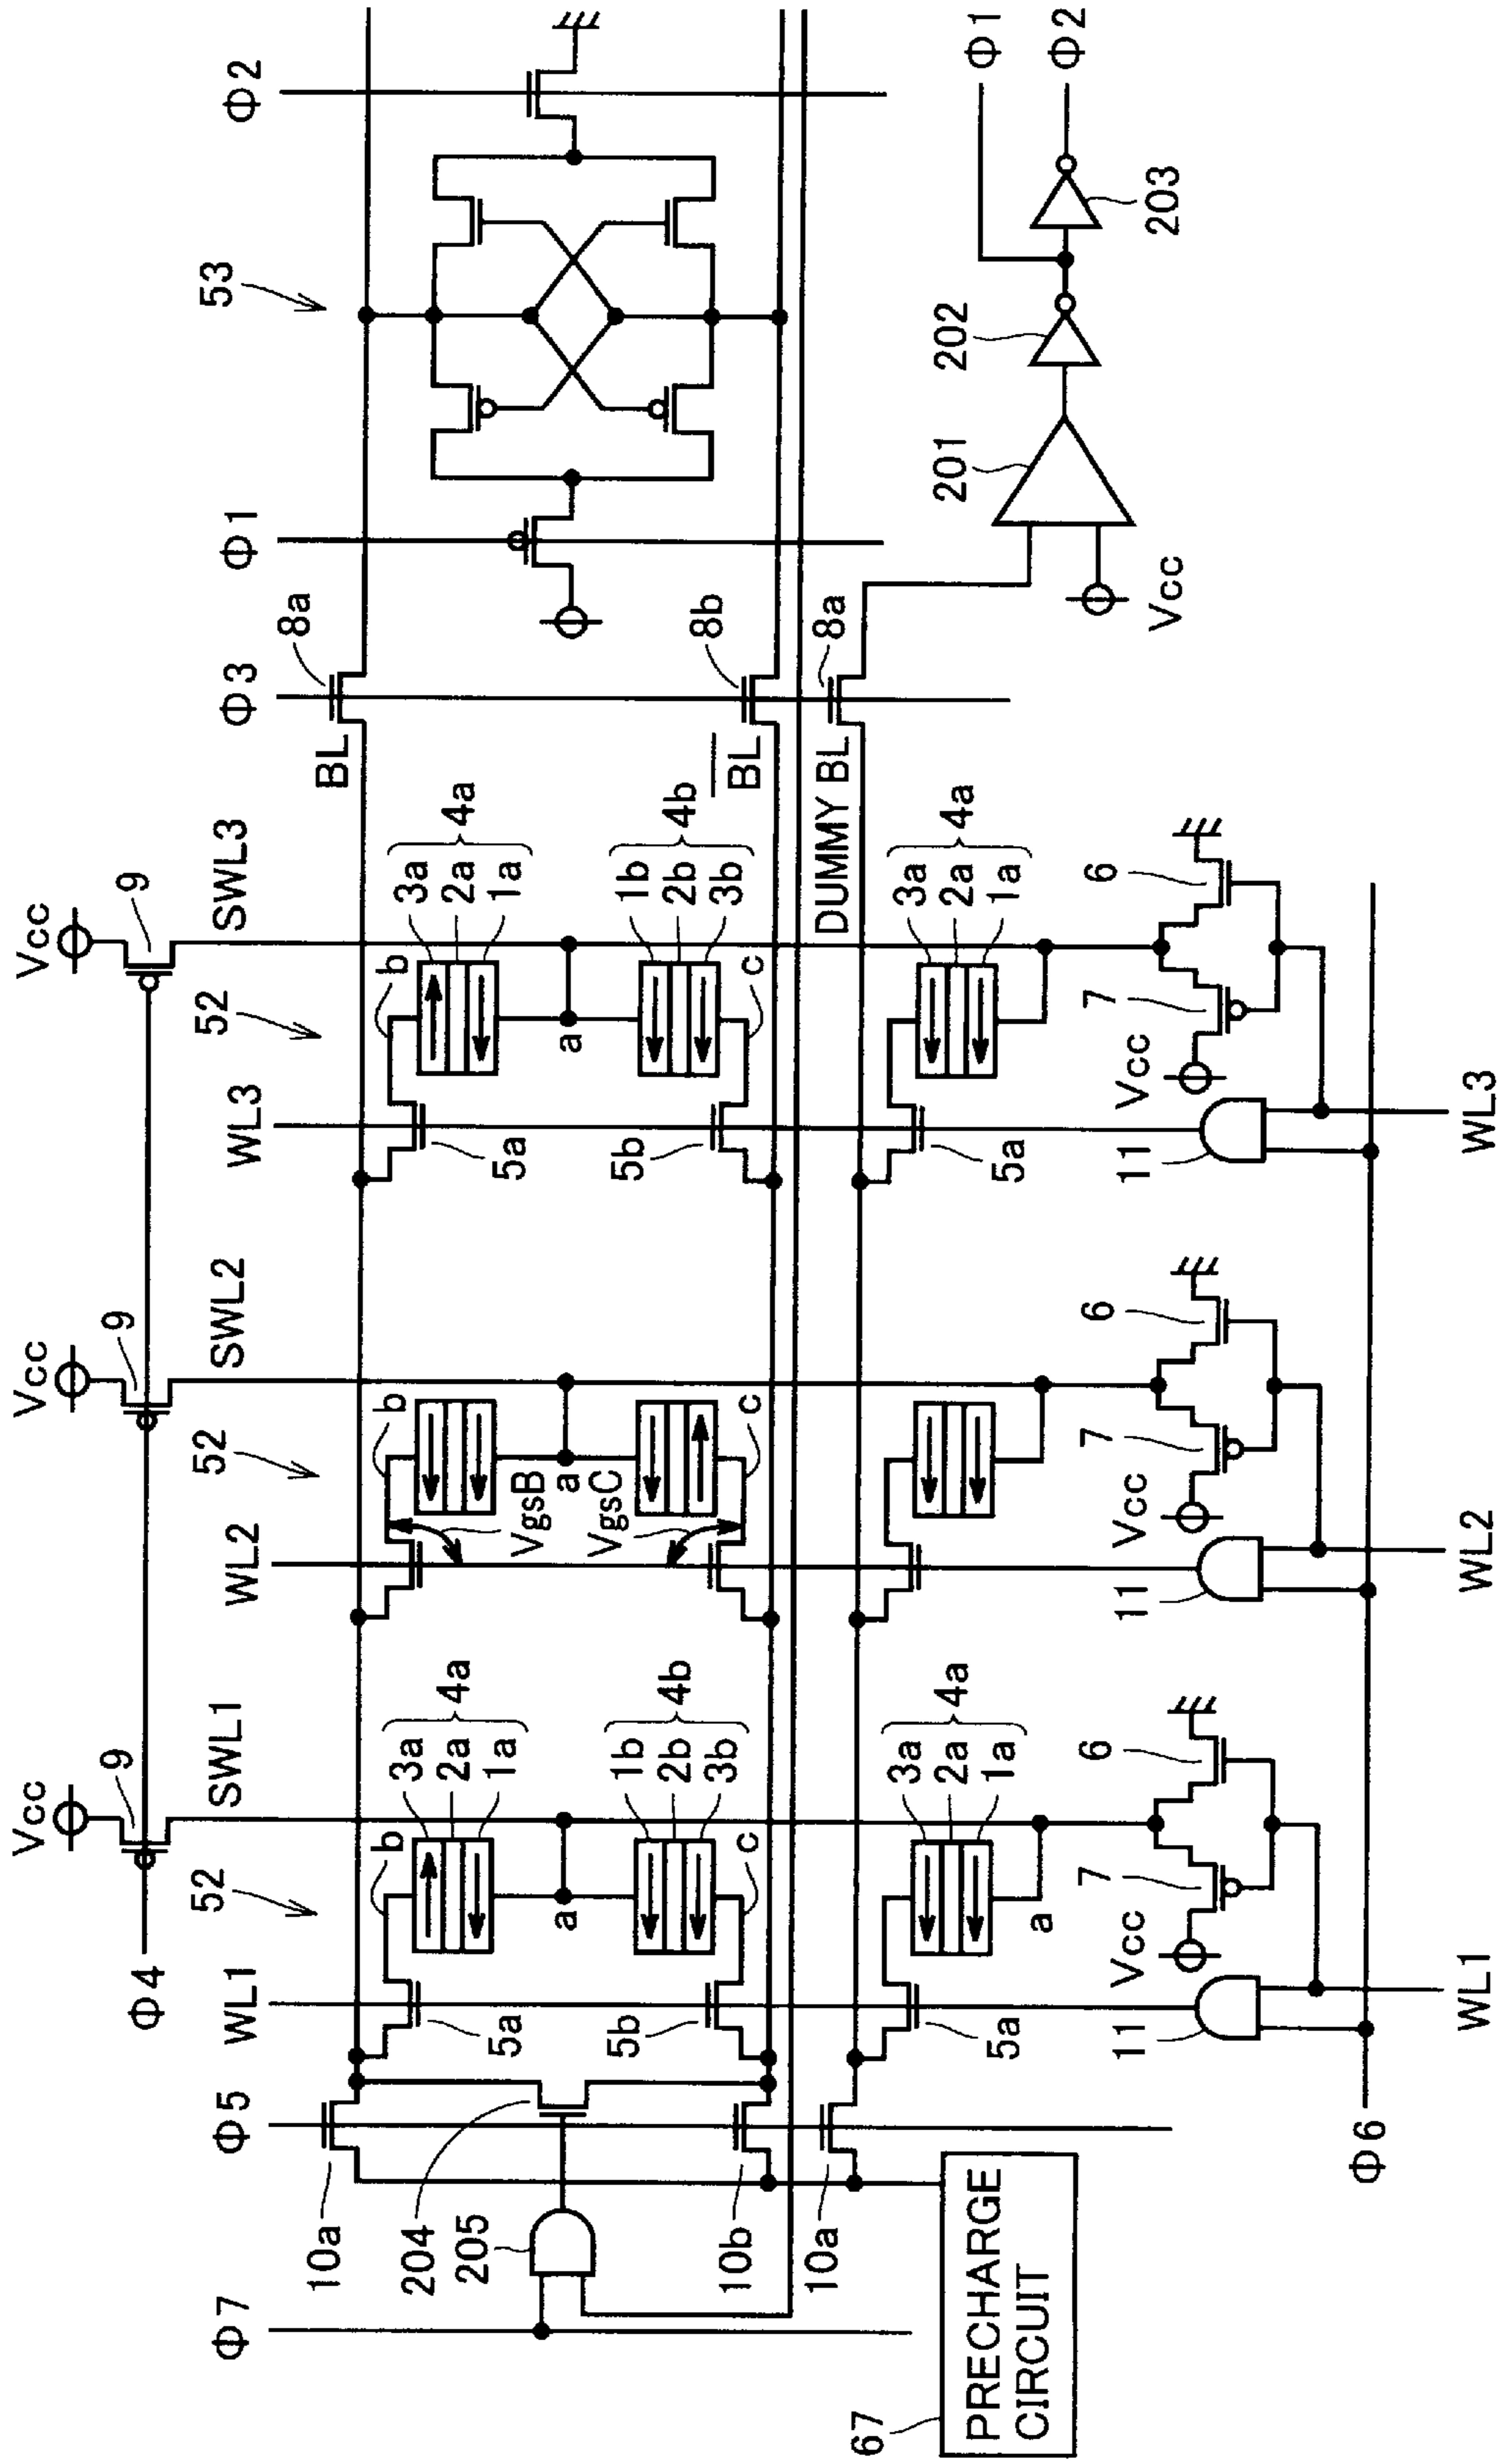 Vcc
Vcc
Vcc
9
9
9
Φ4
SWL1
SWL2
SWL3
52
52
52
53
Φ7
Φ5
WL1
WL2
WL3
Φ3
Φ1
Φ2
10a
8a
BL
5a
b
3a
2a
1a
4a
b
5a
b
3a
2a
1a
4a
204
205
a
VgsB
a
VgsC
a
5b
1b
2b
3b
4b
c
c
5b
1b
2b
3b
4b
c
10b
BL
8b
10a
DUMMY BL
8a
5a
3a
2a
1a
4a
a
5a
3a
2a
1a
4a
201
202
203
Φ1
Φ2
Vcc
67
PRECHARGE
CIRCUIT
11
Vcc
7
6
11
Vcc
7
6
11
Vcc
7
6
Φ6
WL1
WL2
WL3